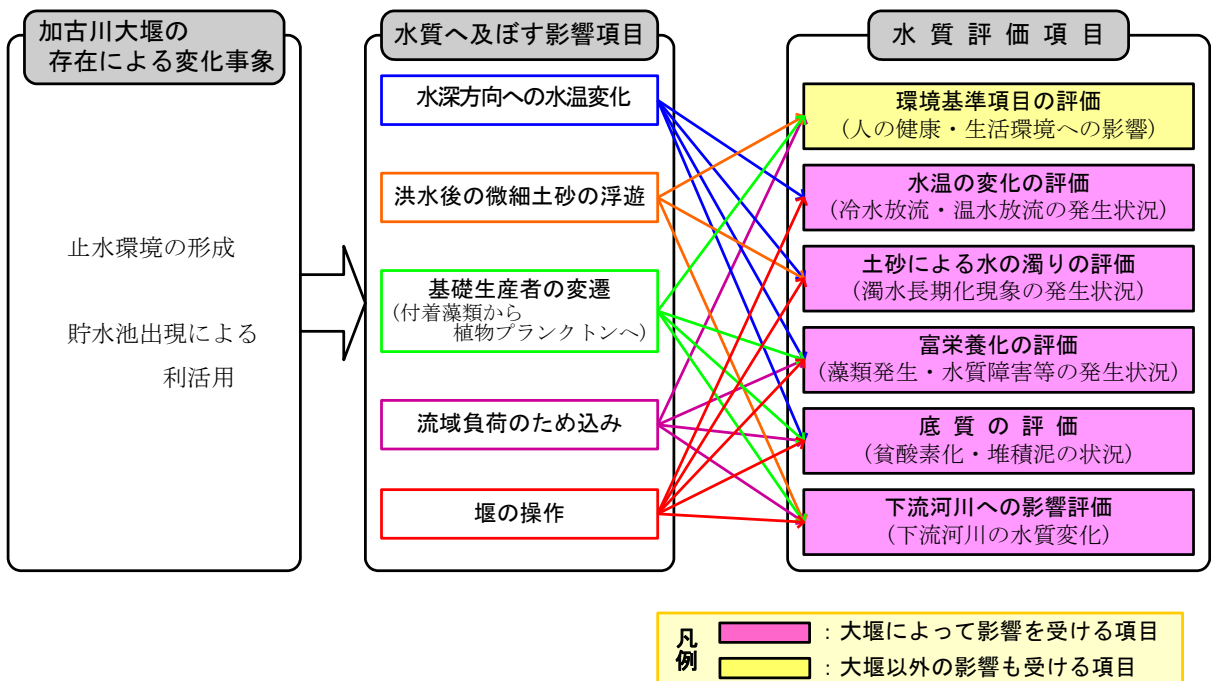 加古川大堰の
存在による変化事象
止水環境の形成
貯水池出現による
利活用
水質へ及ぼす影響項目
水深方向への水温変化
洪水後の微細土砂の浮遊
基礎生産者の変遷
(付着藻類から
植物プランクトンへ)
流域負荷のため込み
堰の操作
水質評価項目
環境基準項目の評価
(人の健康・生活環境への影響)
水温の変化の評価
(冷水放流・温水放流の発生状況)
土砂による水の濁りの評価
(濁水長期化現象の発生状況)
富栄養化の評価
(藻類発生・水質障害等の発生状況)
底質の評価
(貧酸素化・堆積泥の状況)
下流河川への影響評価
(下流河川の水質変化)
凡例
：大堰によって影響を受ける項目
：大堰以外の影響も受ける項目